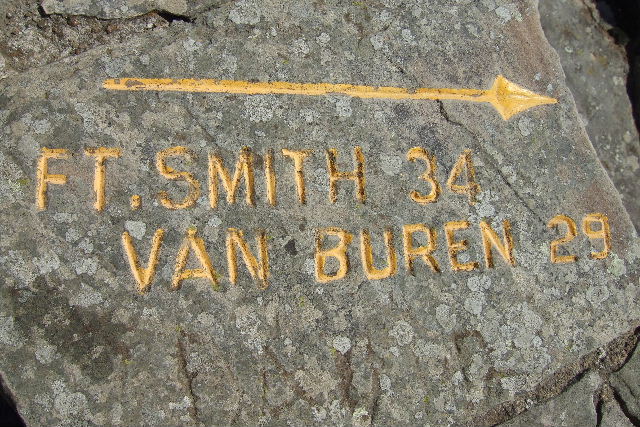 FT. SMITH 34
VAN BUREN 29